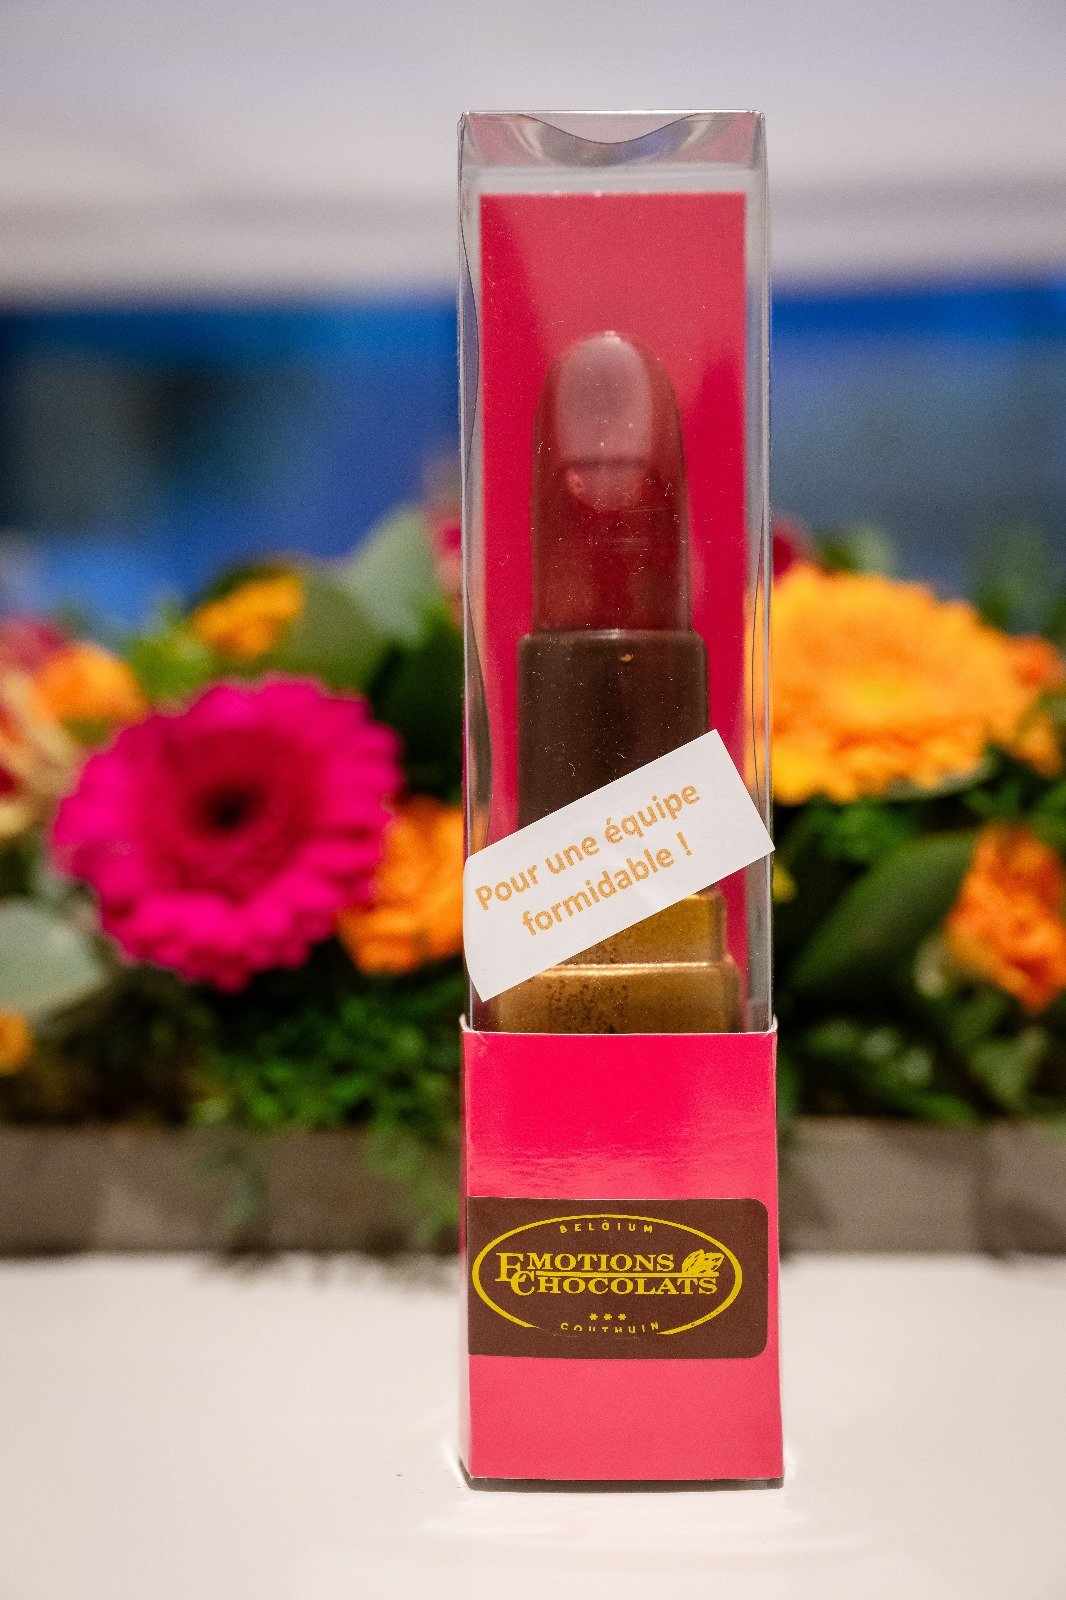 Pour une équipe
formidable !
BELGIUM
EMOTIONS
CHOCOLATS
***
COUTHUIN